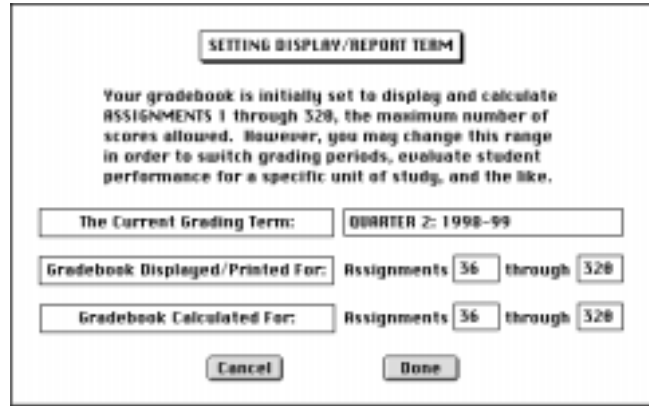 SETTING DISPLAY/REPORT TERM
Your gradebook is initially set to display and calculate
ASSIGNMENTS 1 through 320, the maximum number of
scores allowed. However, you may change this range
in order to switch grading periods, evaluate student
performance for a specific unit of study, and the like.
The Current Grading Term: QUARTER 2: 1998-99
Gradebook Displayed/Printed For: Assignments 36 through 320
Gradebook Calculated For: Assignments 36 through 320
Cancel Done